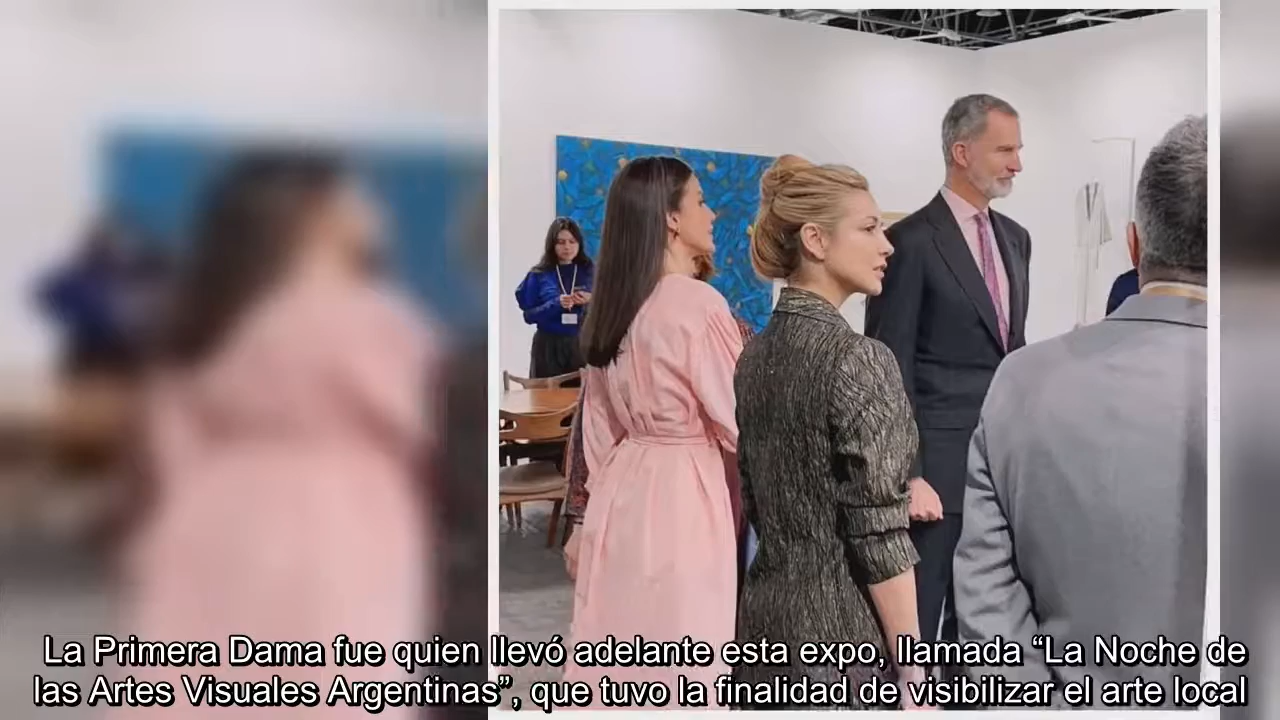 La Primera Dama fue quien llevó adelante esta expo, llamada “La Noche de
las Artes Visuales Argentinas”, que tuvo la finalidad de visibilizar el arte local